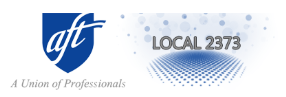 aft
LOCAL 2373
A Union of Professionals